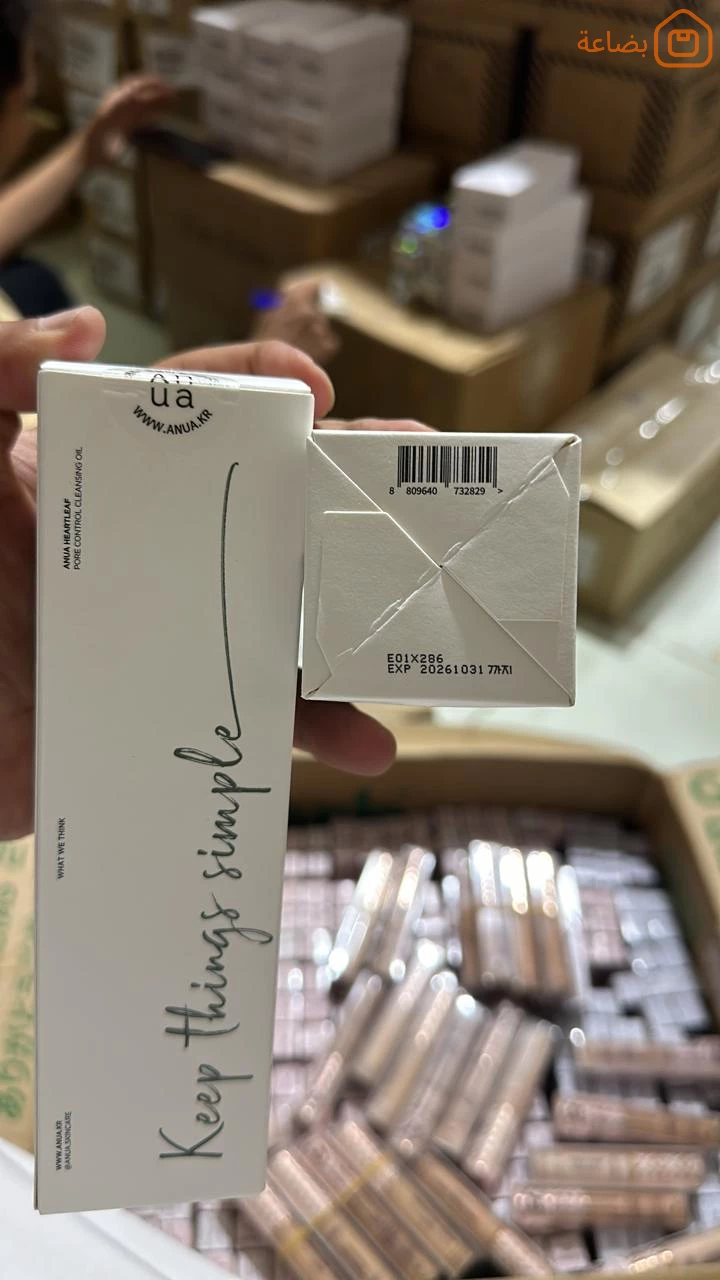 بضاعة
ua
WWW.ANUA.KR
ANUA HEARTLEAF
PORE CONTROL CLEANSING OIL
WHAT WE THINK
Keep things simple
WWW.ANUA.KR
@ANUA_SKINCARE
8 809640 732829 >
E01X286
EXP 20261031 까지